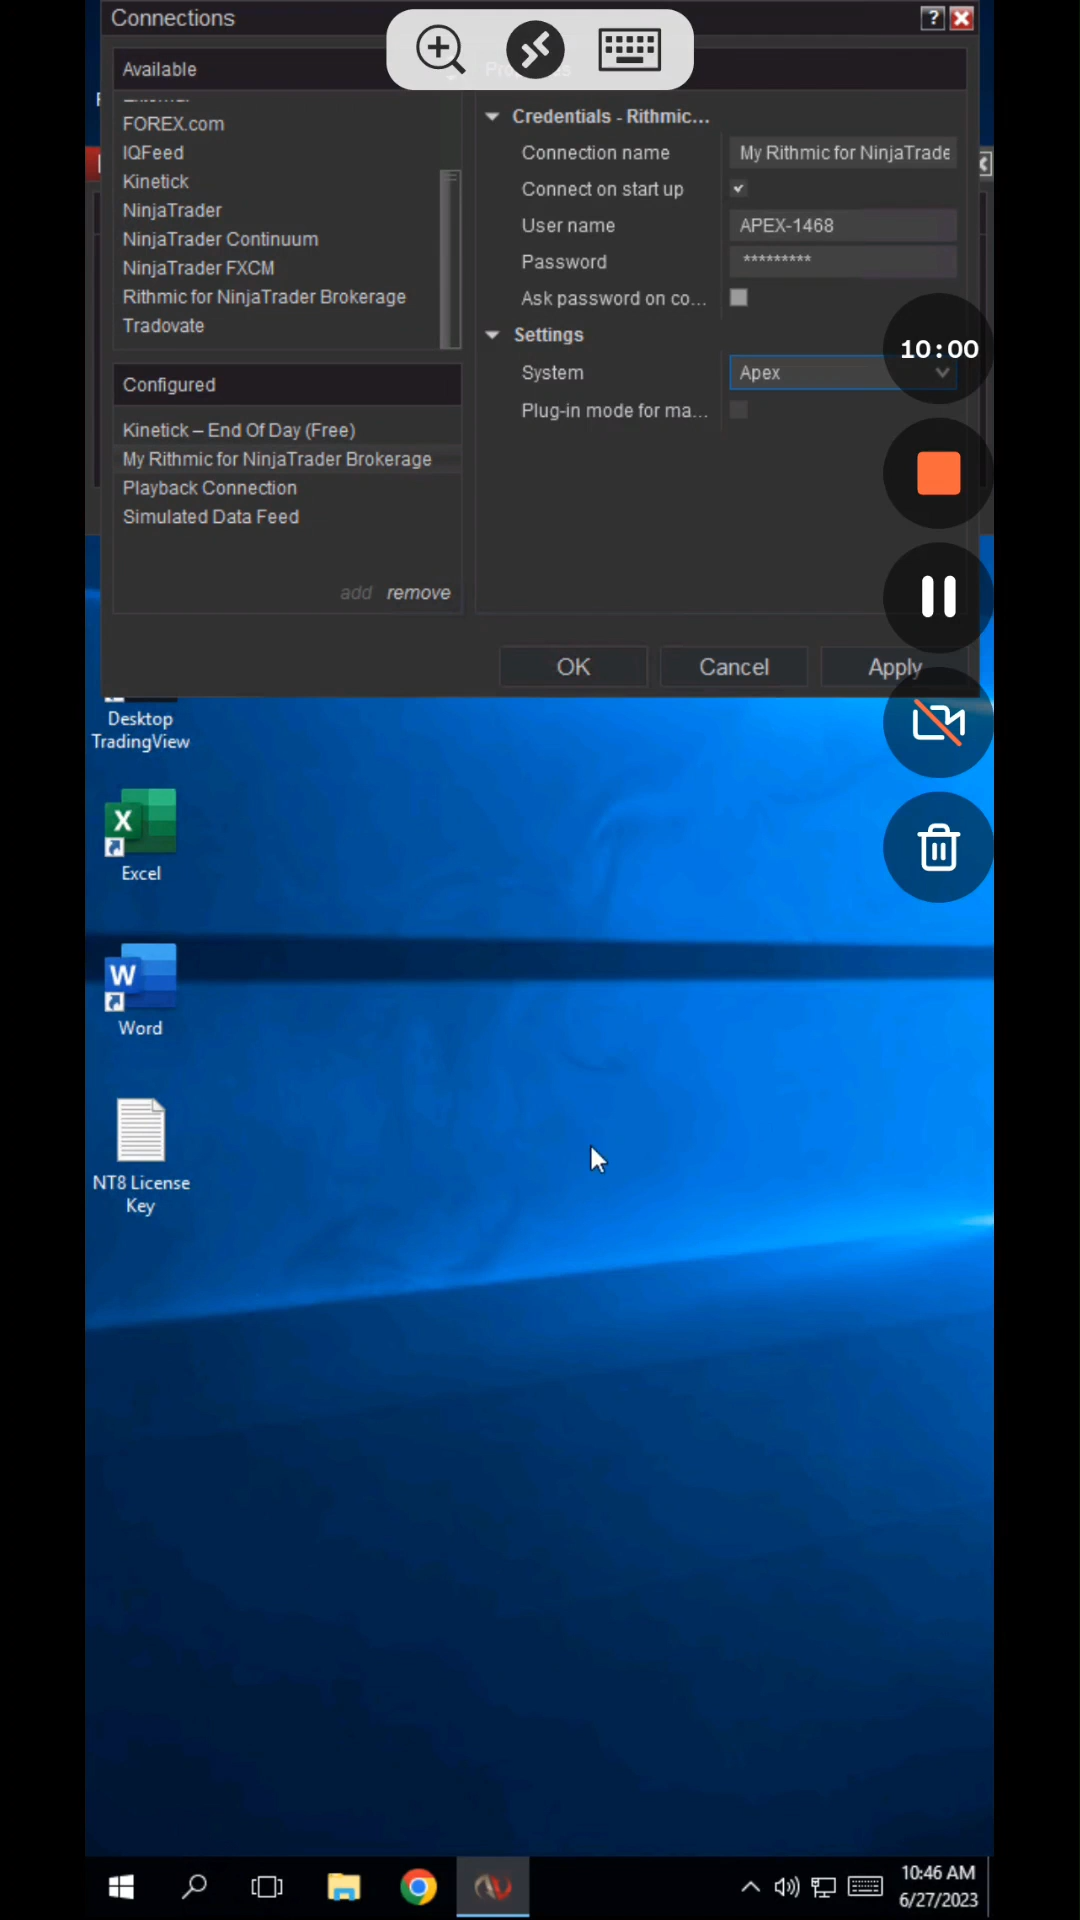 Connections
?
Available
FOREX.com
IQFeed
Kinetick
NinjaTrader
NinjaTrader Continuum
NinjaTrader FXCM
Rithmic for NinjaTrader Brokerage
Tradovate
Configured
Kinetick – End Of Day (Free)
My Rithmic for NinjaTrader Brokerage
Playback Connection
Simulated Data Feed
add remove
Credentials - Rithmic...
Connection name My Rithmic for NinjaTrade
Connect on start up
User name APEX-1468
Password *********
Ask password on co...
Settings
System Apex
Plug-in mode for ma...
OK Cancel Apply
10:00
Desktop
TradingView
Excel
Word
NT8 License
Key
10:46 AM
6/27/2023